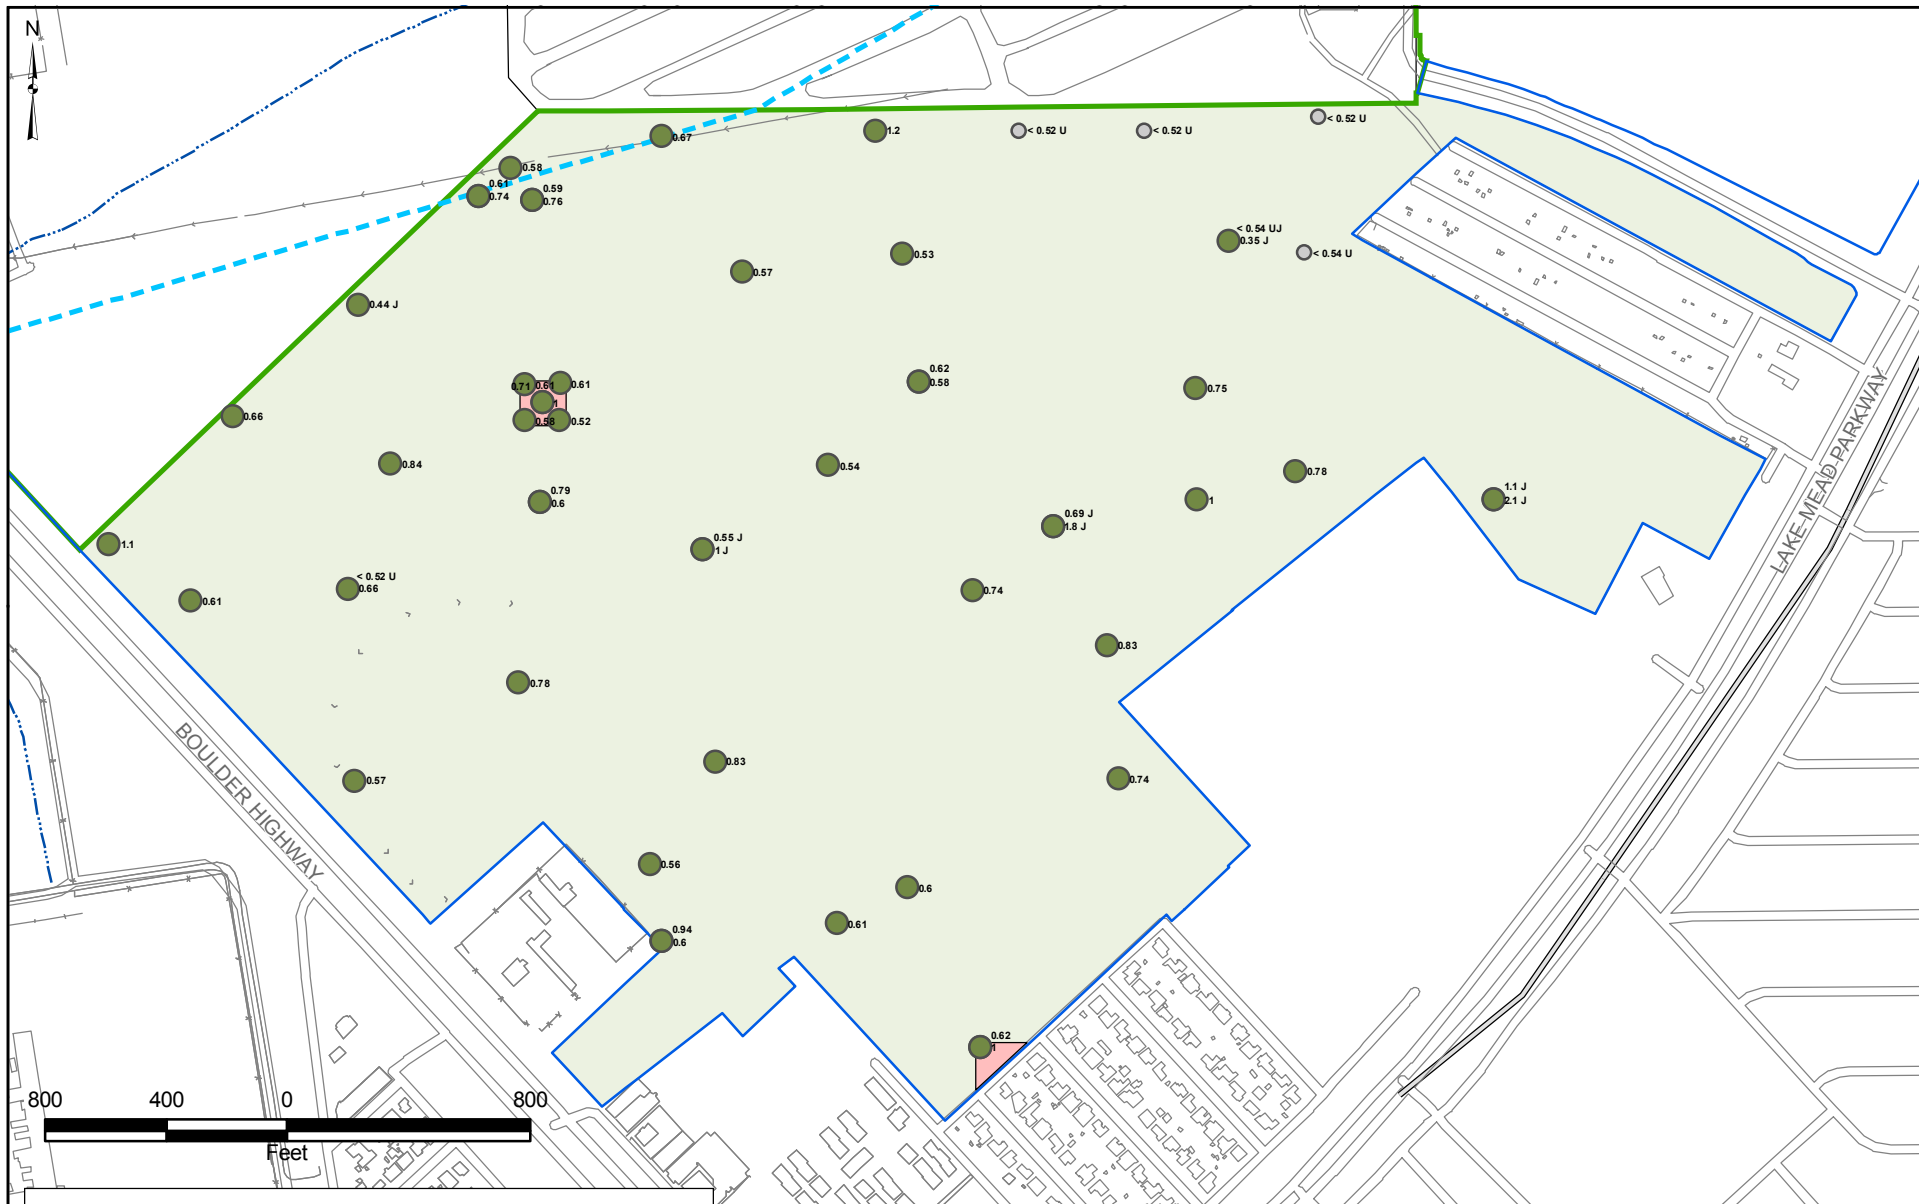 N
0.67
1.2
< 0.52 U
< 0.52 U
< 0.52 U
0.58
0.61
0.74
0.59
0.76
0.57
0.53
< 0.54 UJ
0.35 J
< 0.54 U
0.44 J
0.71
0.61
0.61
1
0.58
0.52
0.62
0.58
0.75
0.66
0.84
0.54
0.78
0.79
0.6
1
1.1 J
2.1 J
0.69 J
1.8 J
0.55 J
1 J
1.1
0.61
< 0.52 U
0.66
0.74
0.83
0.78
0.83
0.57
0.74
0.56
0.6
0.61
0.94
0.6
0.62
1
LAKE MEAD PARKWAY
BOULDER HIGHWAY
800 400 0 800
Feet